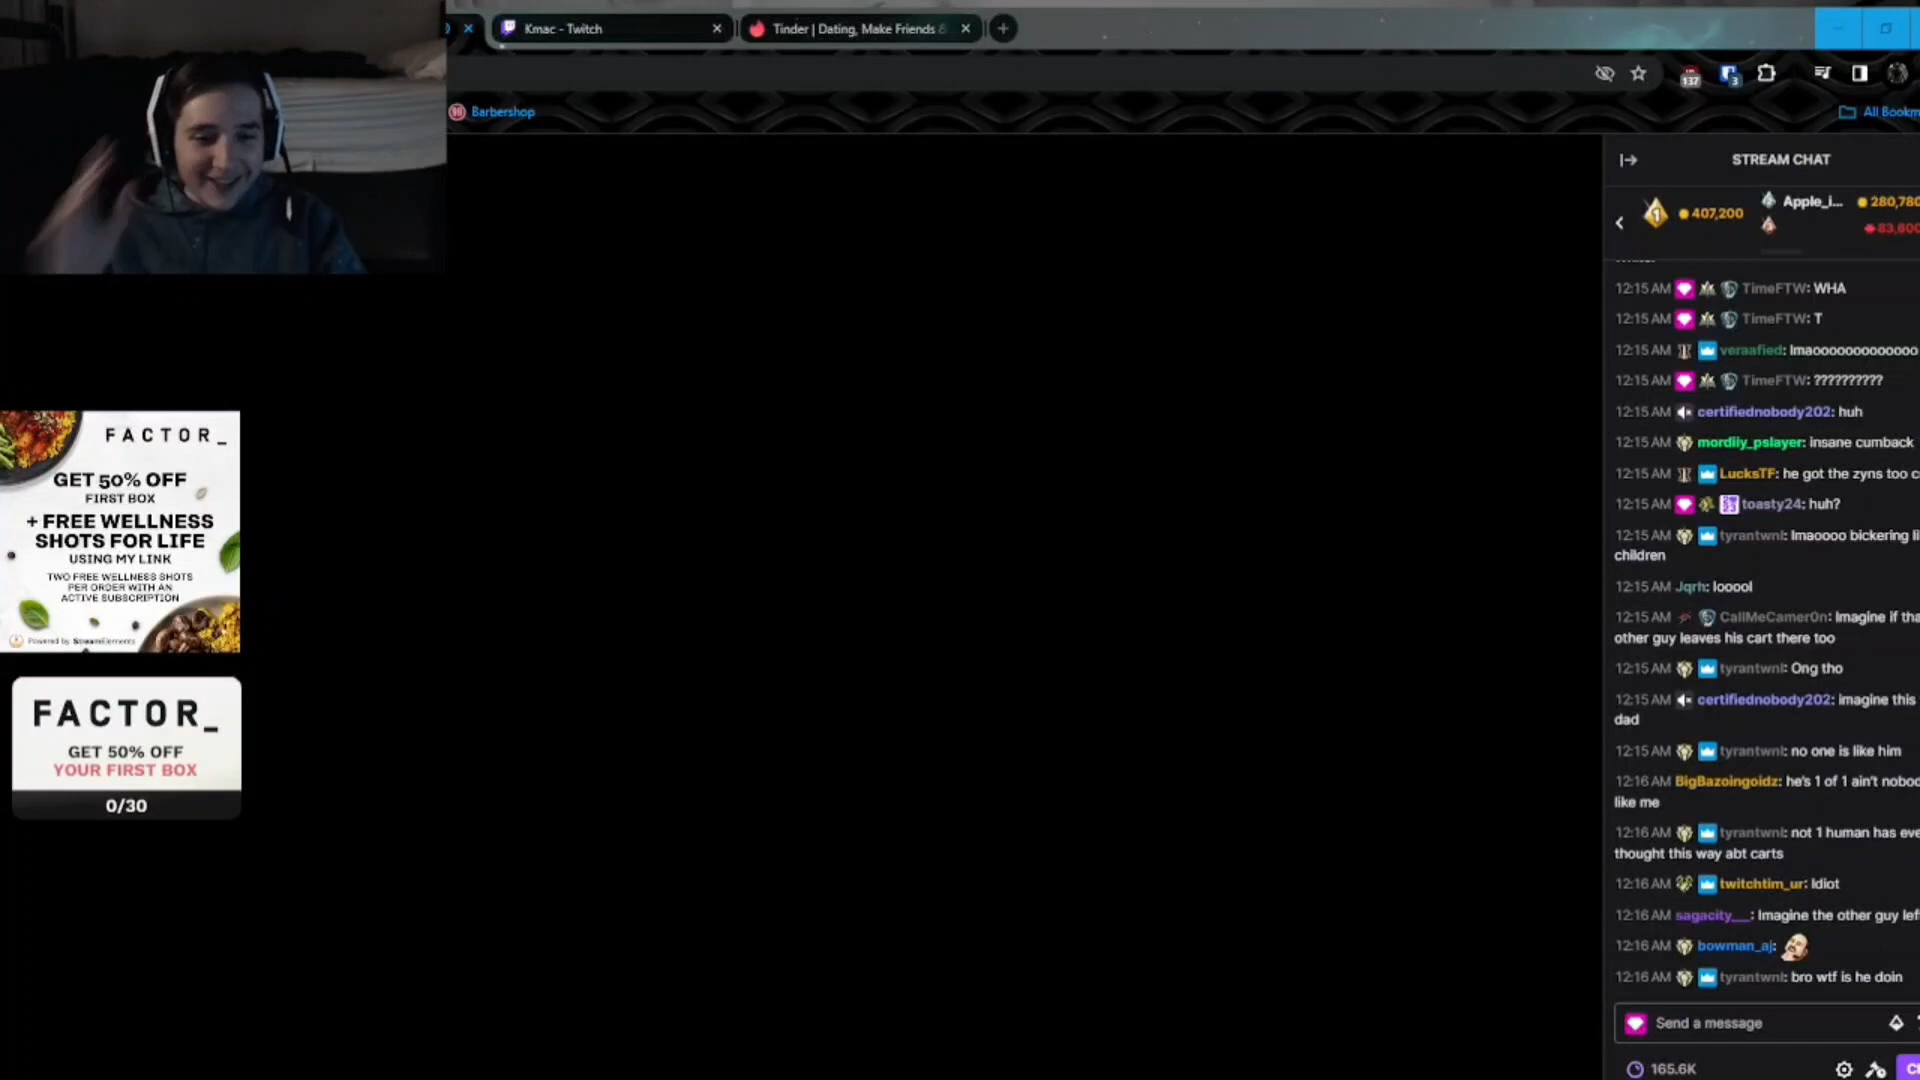 Kmac - Twitch
Tinder | Dating, Make Friends &
137
3
Barbershop
All Bookm
STREAM CHAT
1
407,200
Apple_i...
280,780
83,600
12:15 AM TimeFTW: WHA
12:15 AM TimeFTW: T
12:15 AM veraafied: lmaooooooooooooo
12:15 AM TimeFTW: ??????????
12:15 AM certifiednobody202: huh
12:15 AM mordiiy_pslayer: insane cumback
12:15 AM LucksTF: he got the zyns too c
12:15 AM toasty24: huh?
12:15 AM tyrantwnl: lmaoooo bickering li
children
12:15 AM Jqrh: looool
12:15 AM CallMeCamer0n: Imagine if tha
other guy leaves his cart there too
12:15 AM tyrantwnl: Ong tho
12:15 AM certifiednobody202: imagine this
dad
12:15 AM tyrantwnl: no one is like him
12:16 AM BigBazoingoidz: he's 1 of 1 ain't noboc
like me
12:16 AM tyrantwnl: not 1 human has eve
thought this way abt carts
12:16 AM twitchtim_ur: Idiot
12:16 AM sagacity__: Imagine the other guy lef
12:16 AM bowman_aj:
12:16 AM tyrantwnl: bro wtf is he doin
Send a message
165.6K
FACTOR_
GET 50% OFF
FIRST BOX
+ FREE WELLNESS
SHOTS FOR LIFE
USING MY LINK
TWO FREE WELLNESS SHOTS
PER ORDER WITH AN
ACTIVE SUBSCRIPTION
Powered by StreamElements
FACTOR_
GET 50% OFF
YOUR FIRST BOX
0/30